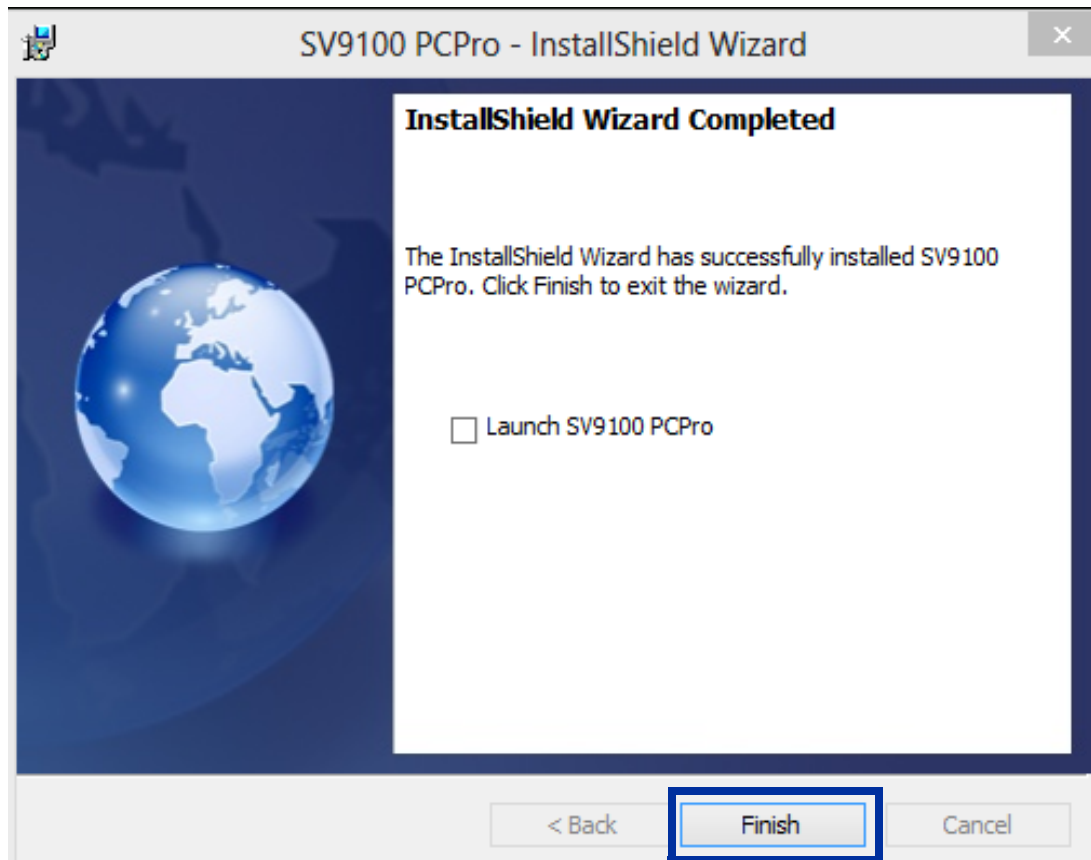 SV9100 PCPro - InstallShield Wizard
InstallShield Wizard Completed
The InstallShield Wizard has successfully installed SV9100
PCPro. Click Finish to exit the wizard.
Launch SV9100 PCPro
< Back
Finish
Cancel